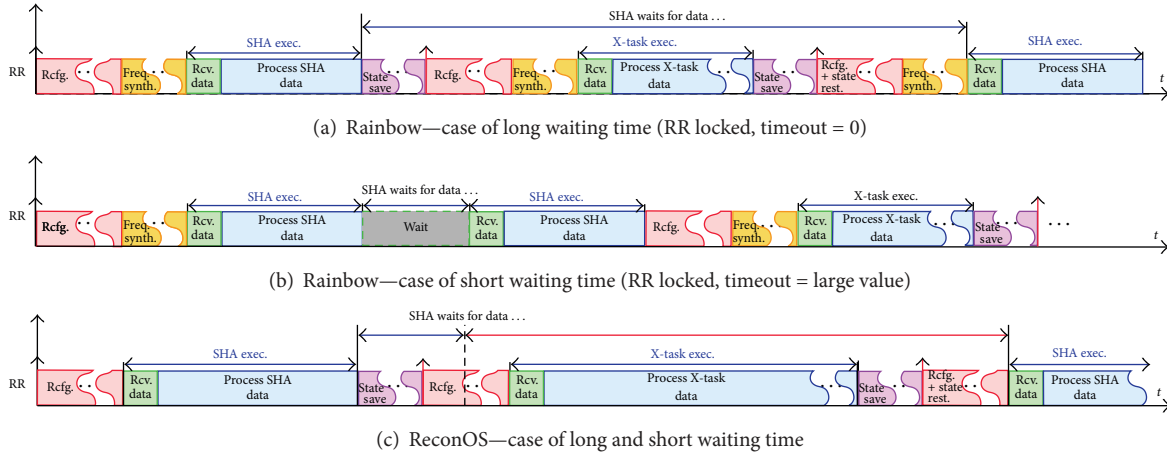 SHA waits for data . . .
SHA exec.
X-task exec.
SHA exec.
RR
Rcfg.
Freq.
synth.
Rcv.
data
Process SHA
data
State
save
Rcfg.
Freq.
synth.
Rcv.
data
Process X-task
data
State
save
Rcfg.
+ state
rest.
Freq.
synth.
Rcv.
data
Process SHA
data
t
(a) Rainbow—case of long waiting time (RR locked, timeout = 0)
SHA waits for data . . .
SHA exec.
SHA exec.
X-task exec.
RR
Rcfg.
Freq.
synth.
Rcv.
data
Process SHA
data
Wait
Rcv.
data
Process SHA
data
Rcfg.
Freq.
synth.
Rcv.
data
Process X-task
data
State
save
t
(b) Rainbow—case of short waiting time (RR locked, timeout = large value)
SHA waits for data . . .
SHA exec.
X-task exec.
SHA exec.
RR
Rcfg.
Rcv.
data
Process SHA
data
State
save
Rcfg.
Rcv.
data
Process X-task
data
State
save
Rcfg.
+ state
rest.
Rcv.
data
Process SHA
data
t
(c) ReconOS—case of long and short waiting time